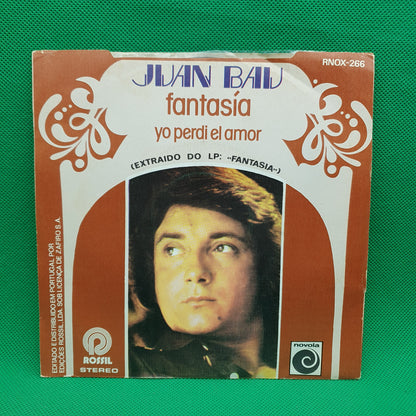 RNOX-266
JUAN BAU
fantasía
yo perdi el amor
(EXTRAIDO DO LP: «FANTASIA»)
EDITADO E DISTRIBUIDO EM PORTUGAL POR
EDIÇÕES ROSSIL, LDA. SOB LICENÇA DE ZAFIRO S.A.
ROSSIL
STEREO
novola